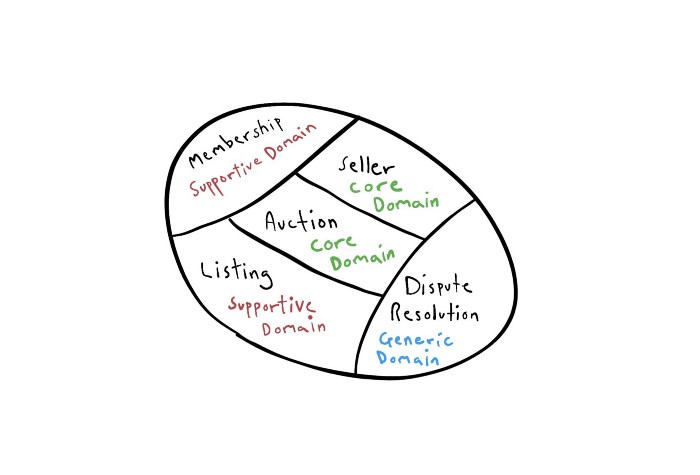 Membership
Supportive Domain
Seller
Core
Domain
Auction
Core
Domain
Listing
Supportive
Domain
Dispute
Resolution
Generic
Domain